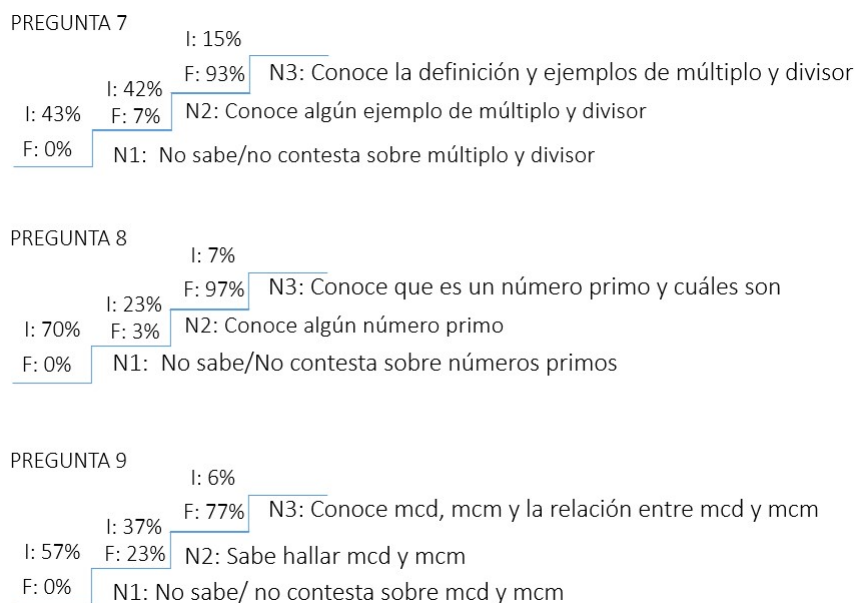 PREGUNTA 7
I: 15%
F: 93% N3: Conoce la definición y ejemplos de múltiplo y divisor
I: 42%
I: 43% F: 7% N2: Conoce algún ejemplo de múltiplo y divisor
F: 0% N1: No sabe/no contesta sobre múltiplo y divisor
PREGUNTA 8
I: 7%
F: 97% N3: Conoce que es un número primo y cuáles son
I: 23%
I: 70% F: 3% N2: Conoce algún número primo
F: 0% N1: No sabe/No contesta sobre números primos
PREGUNTA 9
I: 6%
F: 77% N3: Conoce mcd, mcm y la relación entre mcd y mcm
I: 37%
I: 57% F: 23% N2: Sabe hallar mcd y mcm
F: 0% N1: No sabe/ no contesta sobre mcd y mcm